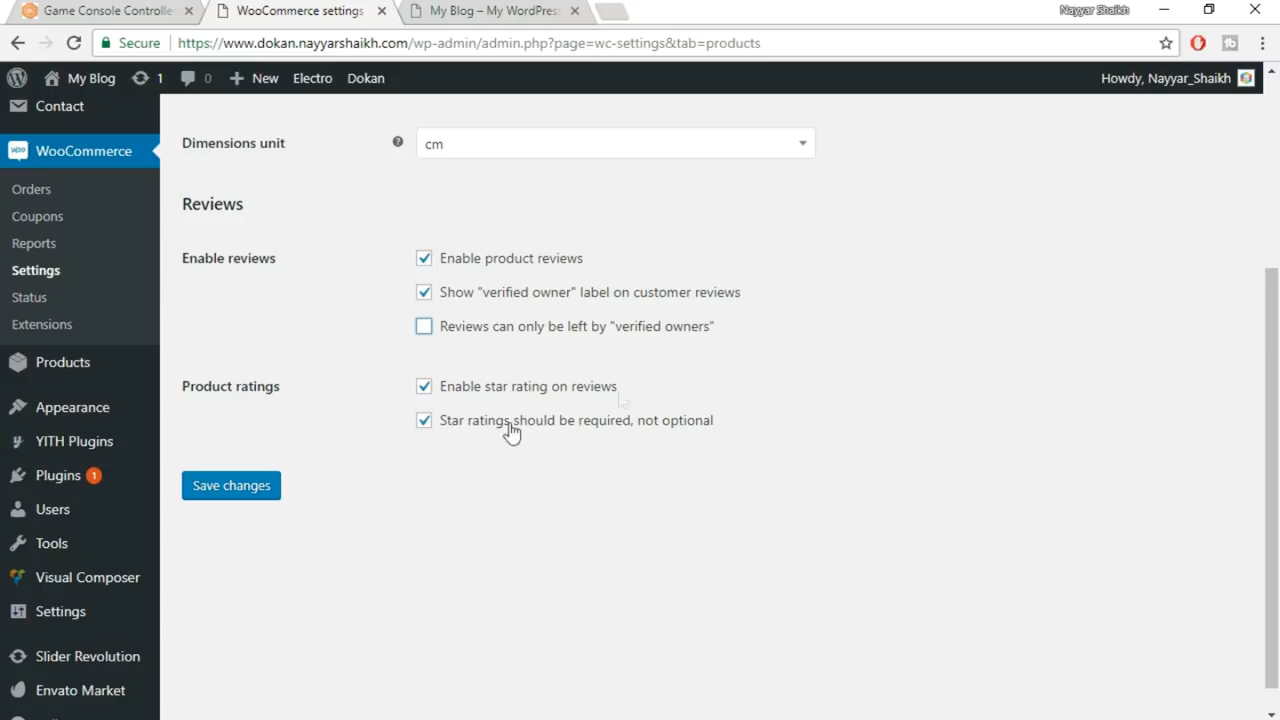 Game Console Controlle
WooCommerce settings
My Blog – My WordPres
Nayyar Shaikh
Secure
https://www.dokan.nayyarshaikh.com/wp-admin/admin.php?page=wc-settings&tab=products
My Blog
1
0
New
Electro
Dokan
Howdy, Nayyar_Shaikh
Contact
WooCommerce
Orders
Coupons
Reports
Settings
Status
Extensions
Products
Appearance
YITH Plugins
Plugins 1
Users
Tools
Visual Composer
Settings
Slider Revolution
Envato Market
Dimensions unit
cm
Reviews
Enable reviews
Enable product reviews
Show "verified owner" label on customer reviews
Reviews can only be left by "verified owners"
Product ratings
Enable star rating on reviews
Star ratings should be required, not optional
Save changes